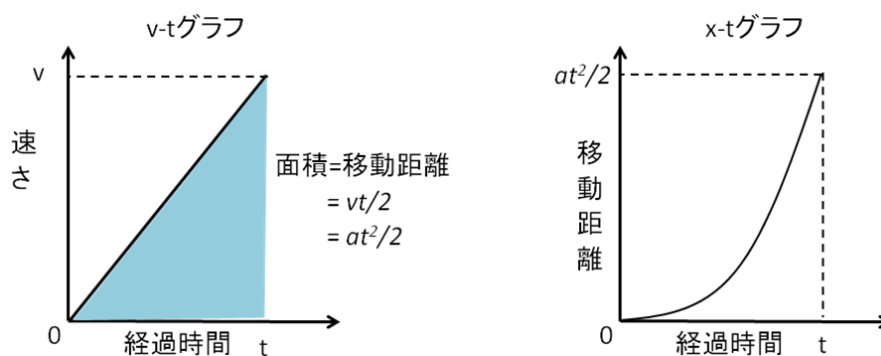 v-tグラフ
v
速さ
面積=移動距離
= vt/2
= at²/2
0
経過時間
t
x-tグラフ
at²/2
移動距離
0
経過時間
t